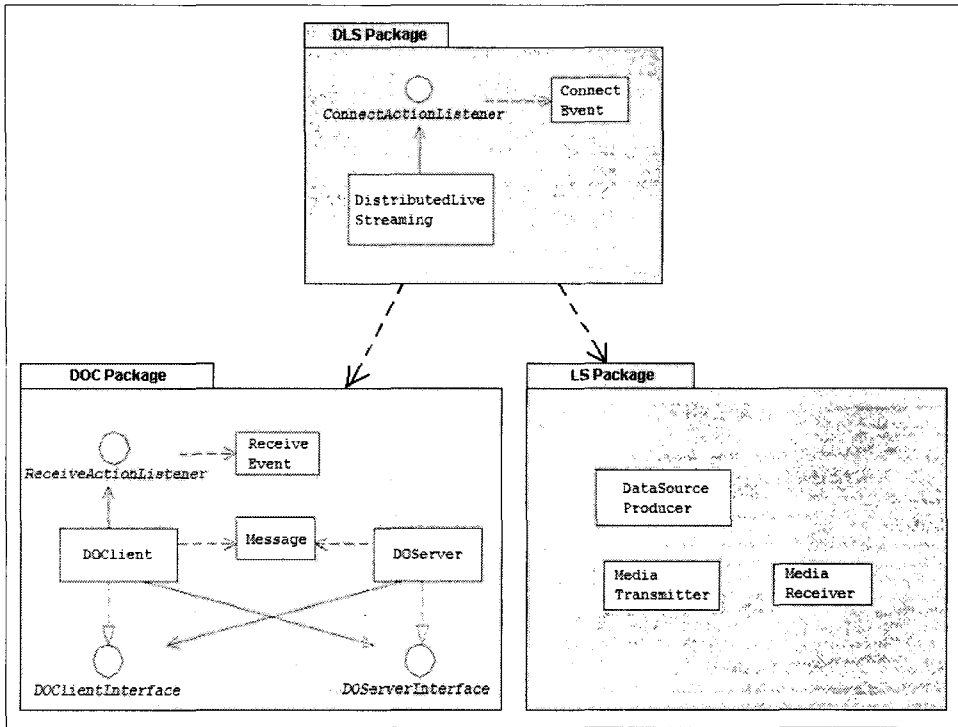 DLS Package
ConnectActionListener
Connect
Event
DistributedLive
Streaming
DOC Package
ReceiveActionListener
Receive
Event
DOClient
Message
DOServer
DOClientInterface
DOServerInterface
LS Package
DataSource
Producer
Media
Transmitter
Media
Receiver